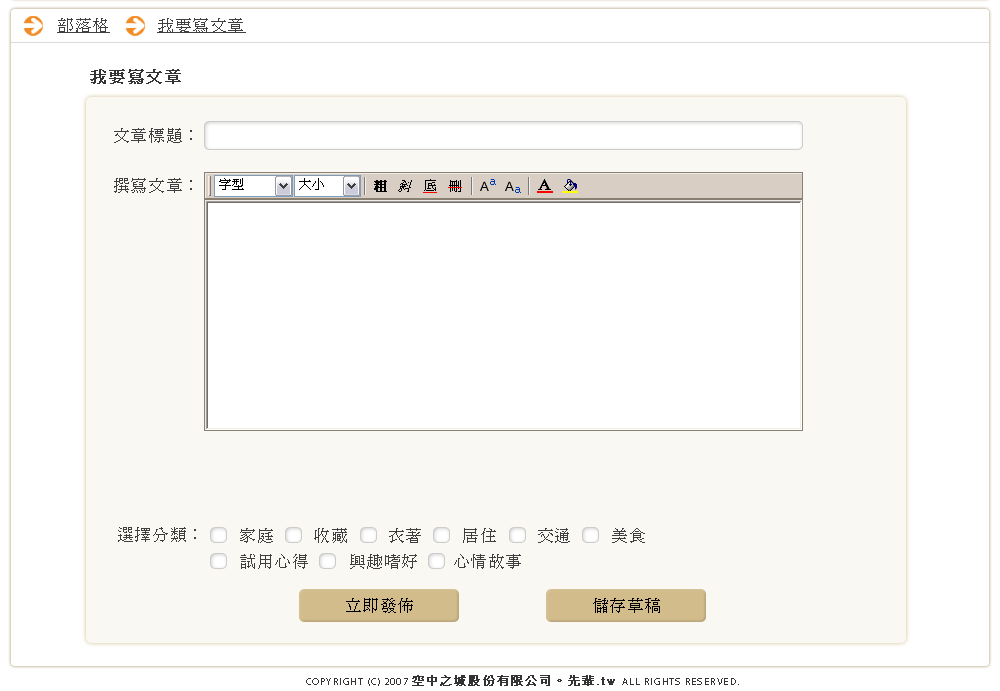 部落格 我要寫文章
我要寫文章
文章標題：
撰寫文章：
字型 大小 粗 斜 底 刪 Aa Aa A
選擇分類： 家庭 收藏 衣著 居住 交通 美食
試用心得 興趣嗜好 心情故事
立即發佈 儲存草稿
COPYRIGHT (C) 2007 空中之城股份有限公司。先華.tw ALL RIGHTS RESERVED.